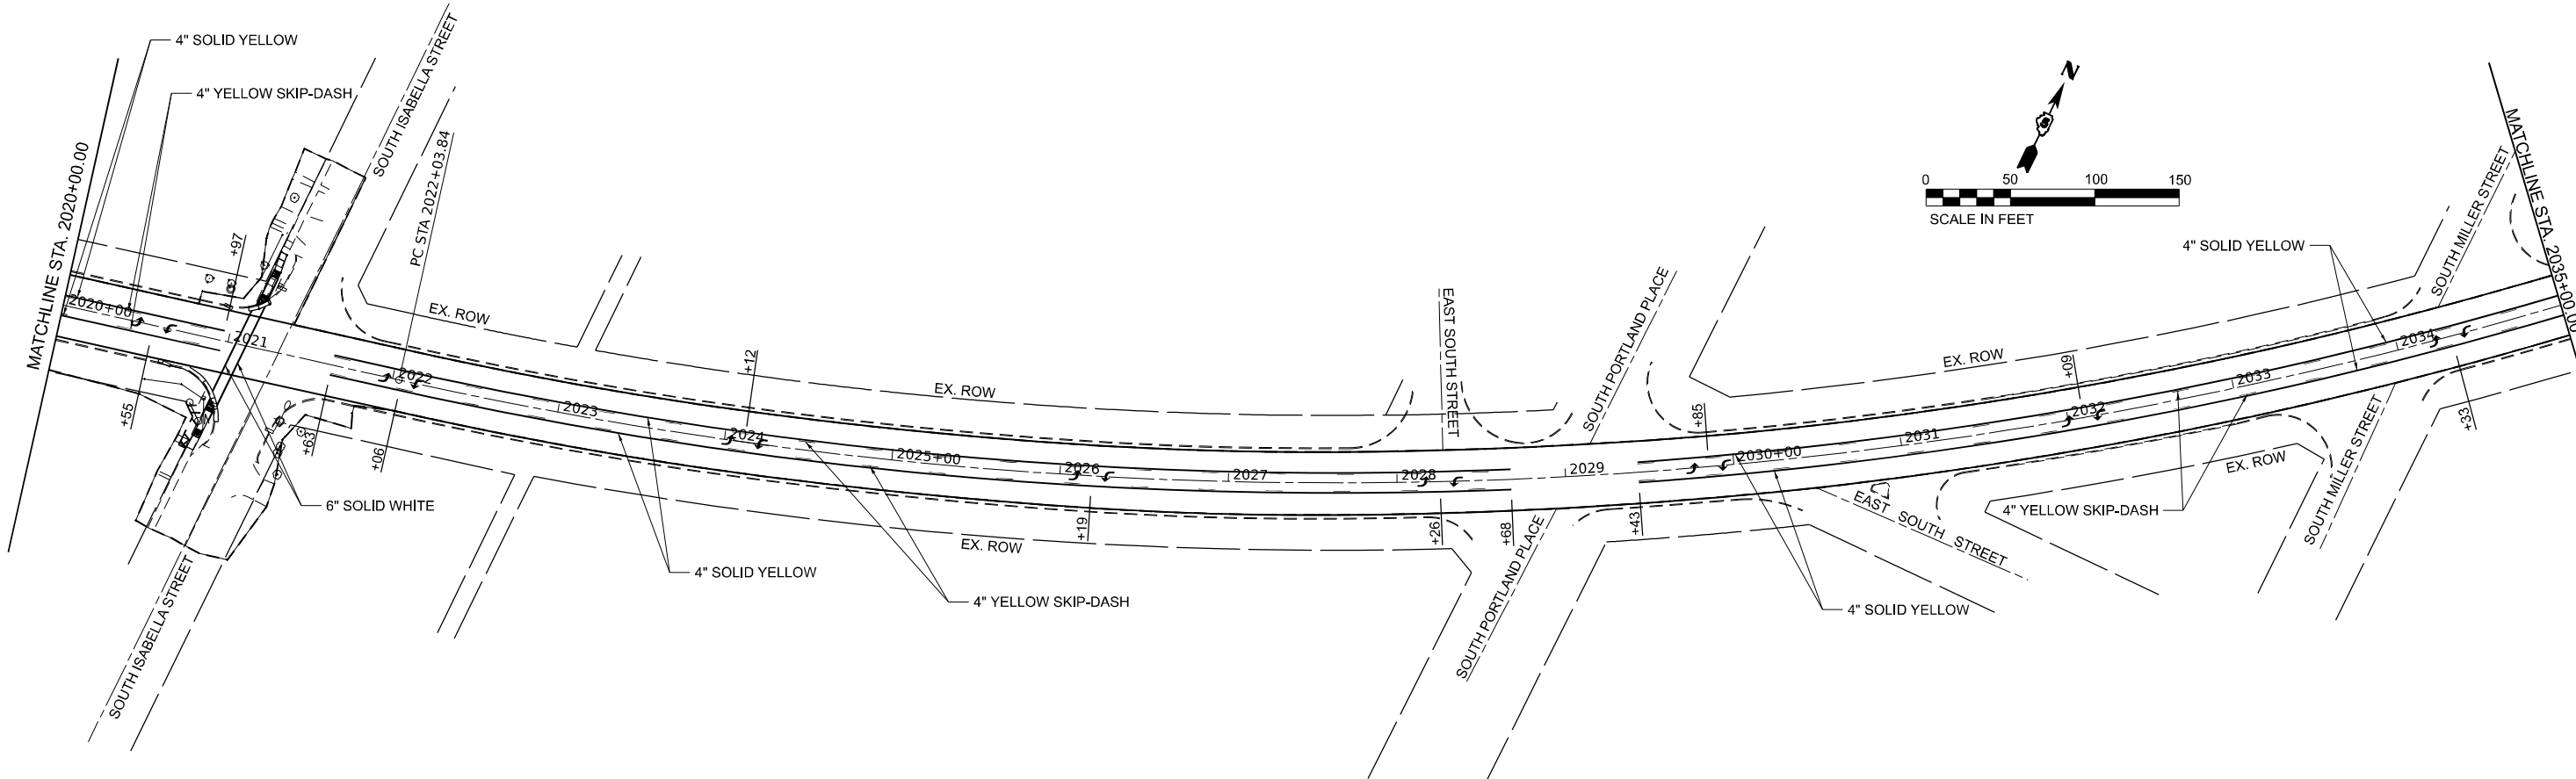 4" SOLID YELLOW
4" YELLOW SKIP-DASH
SOUTH ISABELLA STREET
PC STA 2022+03.84
MATCHLINE STA. 2020+00.00
+97
2020+00
2021
2022
2023
2024
2025+00
2026
2027
2028
2029
2030+00
2031
2032
2033
2034
+55
+63
+06
+12
+19
+26
+68
+43
+85
+60
+33
EX. ROW
EX. ROW
EX. ROW
EX. ROW
EX. ROW
6" SOLID WHITE
SOUTH ISABELLA STREET
4" SOLID YELLOW
4" YELLOW SKIP-DASH
EAST SOUTH STREET
SOUTH PORTLAND PLACE
SOUTH PORTLAND PLACE
EAST SOUTH STREET
4" SOLID YELLOW
N
S
0 50 100 150
SCALE IN FEET
4" SOLID YELLOW
4" YELLOW SKIP-DASH
SOUTH MILLER STREET
SOUTH MILLER STREET
MATCHLINE STA. 2035+00.00